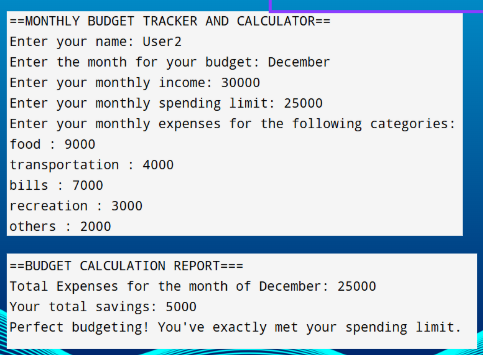 ==MONTHLY BUDGET TRACKER AND CALCULATOR==
Enter your name: User2
Enter the month for your budget: December
Enter your monthly income: 30000
Enter your monthly spending limit: 25000
Enter your monthly expenses for the following categories:
food : 9000
transportation : 4000
bills : 7000
recreation : 3000
others : 2000
==BUDGET CALCULATION REPORT===
Total Expenses for the month of December: 25000
Your total savings: 5000
Perfect budgeting! You've exactly met your spending limit.